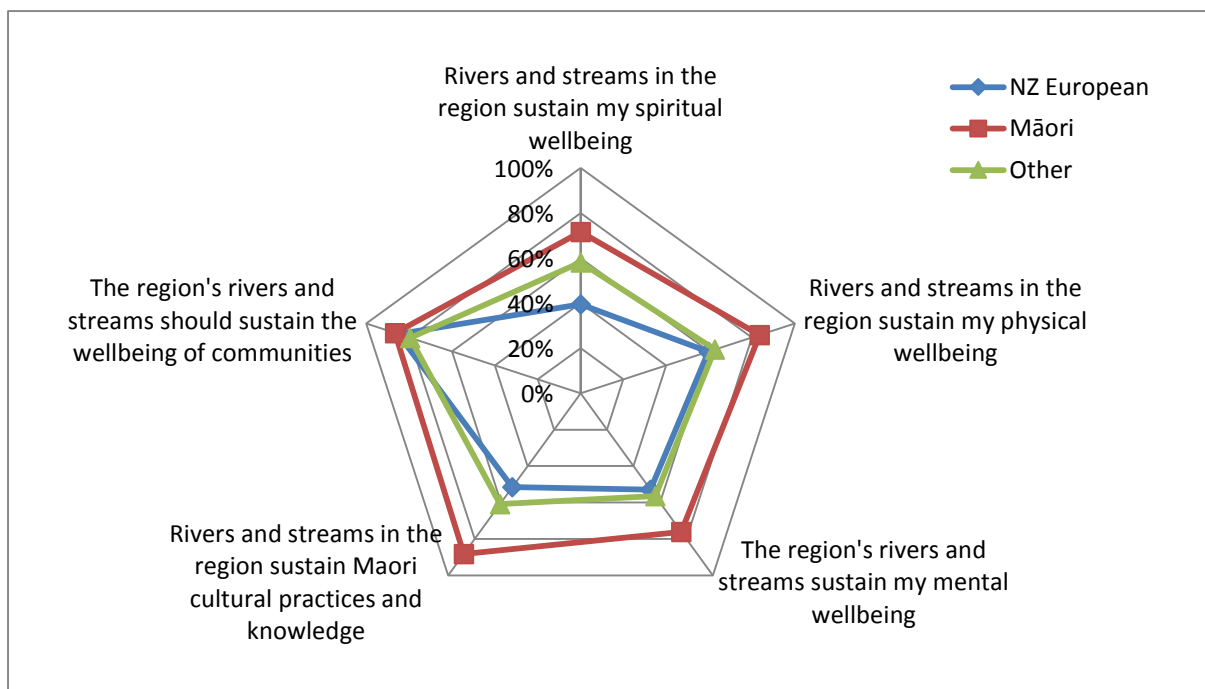 Rivers and streams in the
region sustain my spiritual
wellbeing
NZ European
Māori
Other
100%
80%
60%
40%
20%
0%
Rivers and streams in the
region sustain my physical
wellbeing
The region's rivers and
streams sustain my mental
wellbeing
Rivers and streams in the
region sustain Maori
cultural practices and
knowledge
The region's rivers and
streams should sustain the
wellbeing of communities